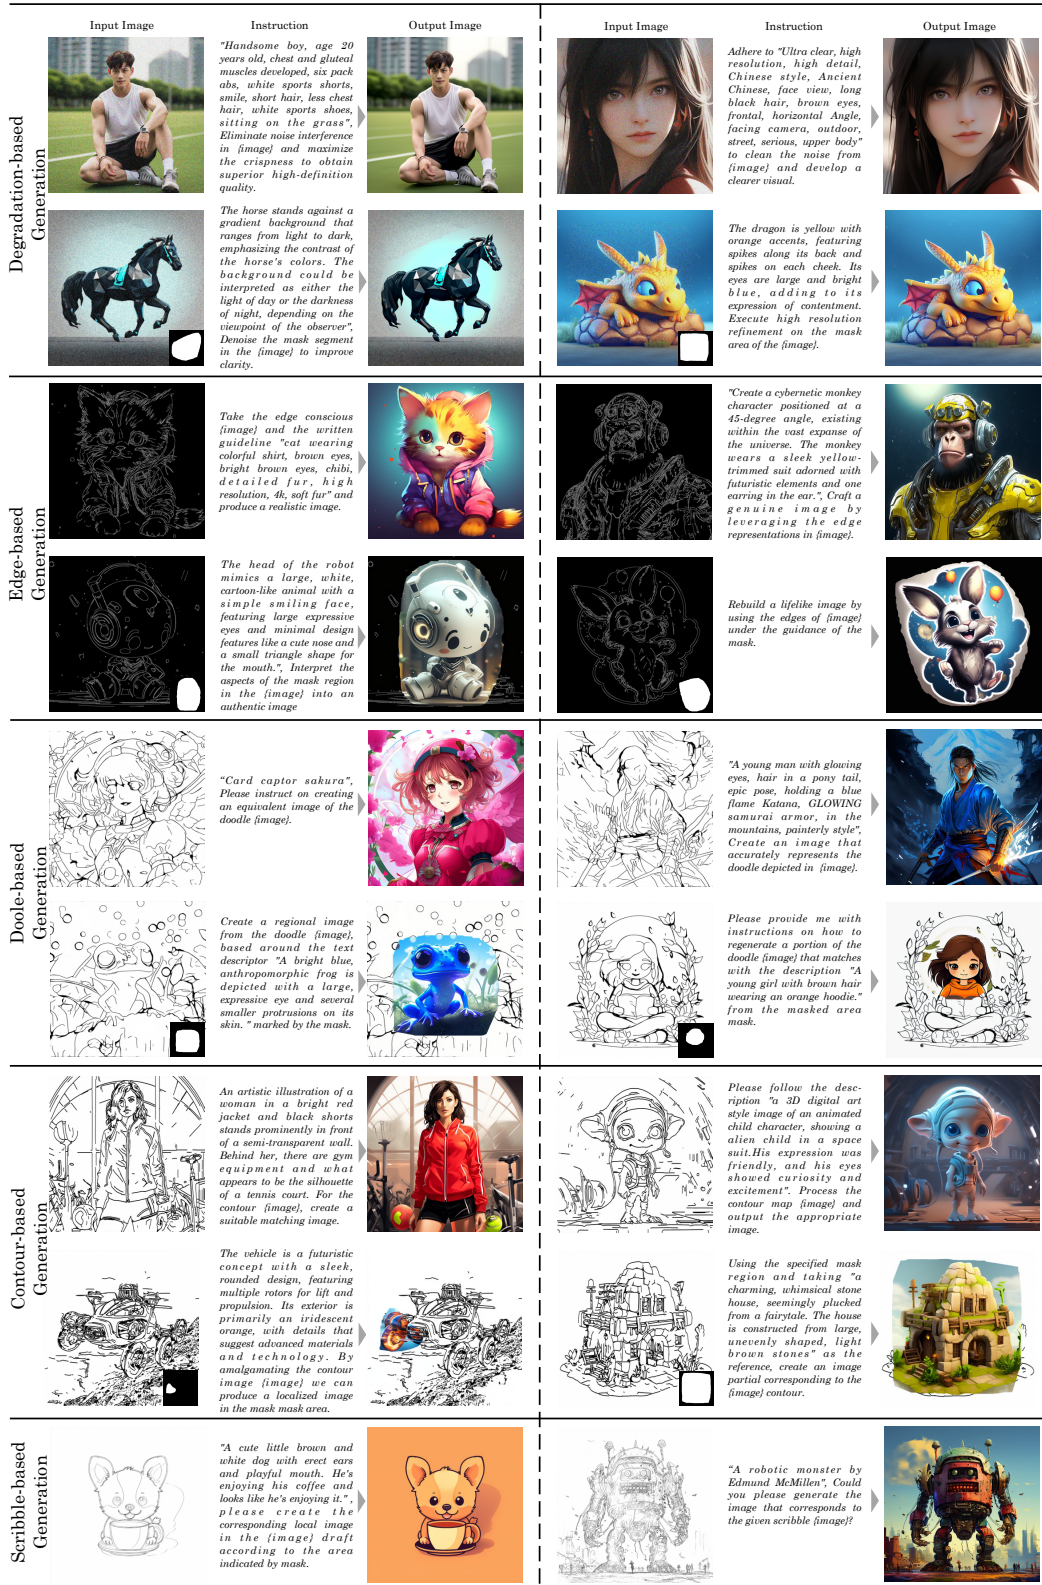 Input Image
Instruction
Output Image
Input Image
Instruction
Output Image
Degradation-based
Generation
"Handsome boy, age 20
years old, chest and gluteal
muscles developed, six pack
abs, white sports shorts,
smile, short hair, less chest
hair, white sports shoes,
sitting on the grass",
Eliminate noise interference
in {image} and maximize
the crispness to obtain
superior high-definition
quality.
Adhere to "Ultra clear, high
resolution, high detail,
Chinese style, Ancient
Chinese, face view, long
black hair, brown eyes,
frontal, horizontal Angle,
facing camera, outdoor,
street, serious, upper body"
to clean the noise from
{image} and develop a
clearer visual.
The horse stands against a
gradient background that
ranges from light to dark,
emphasizing the contrast of
the horse's colors. The
background could be
interpreted as either the
light of day or the darkness
of night, depending on the
viewpoint of the observer",
Denoise the mask segment
in the {image} to improve
clarity.
The dragon is yellow with
orange accents, featuring
spikes along its back and
spikes on each cheek. Its
eyes are large and bright
blue, adding to its
expression of contentment.
Execute high resolution
refinement on the mask
area of the {image}.
Edge-based
Generation
Take the edge conscious
{image} and the written
guideline "cat wearing
colorful shirt, brown eyes,
bright brown eyes, chibi,
detailed fur, high
resolution, 4k, soft fur" and
produce a realistic image.
"Create a cybernetic monkey
character positioned at a
45-degree angle, existing
within the vast expanse of
the universe. The monkey
wears a sleek yellow-
trimmed suit adorned with
futuristic elements and one
earring in the ear.", Craft a
genuine image by
leveraging the edge
representations in {image}.
The head of the robot
mimics a large, white,
cartoon-like animal with a
simple smiling face,
featuring large expressive
eyes and minimal design
features like a cute nose and
a small triangle shape for
the mouth.", Interpret the
aspects of the mask region
in the {image} into an
authentic image
Rebuild a lifelike image by
using the edges of {image}
under the guidance of the
mask.
Doole-based
Generation
"Card captor sakura",
Please instruct on creating
an equivalent image of the
doodle {image}.
"A young man with glowing
eyes, hair in a pony tail,
epic pose, holding a blue
flame Katana, GLOWING
samurai armor, in the
mountains, painterly style",
Create an image that
accurately represents the
doodle depicted in {image}.
Create a regional image
from the doodle {image},
based around the text
descriptor "A bright blue,
anthropomorphic frog is
depicted with a large,
expressive eye and several
smaller protrusions on its
skin. " marked by the mask.
Please provide me with
instructions on how to
regenerate a portion of the
doodle {image} that matches
with the description "A
young girl with brown hair
wearing an orange hoodie."
from the masked area
mask.
Contour-based
Generation
An artistic illustration of a
woman in a bright red
jacket and black shorts
stands prominently in front
of a semi-transparent wall.
Behind her, there are gym
equipment and what
appears to be the silhouette
of a tennis court. For the
contour {image}, create a
suitable matching image.
Please follow the desc-
ription "a 3D digital art
style image of an animated
child character, showing a
alien child in a space
suit.His expression was
friendly, and his eyes
showed curiosity and
excitement". Process the
contour map {image} and
output the appropriate
image.
The vehicle is a futuristic
concept with a sleek,
rounded design, featuring
multiple rotors for lift and
propulsion. Its exterior is
primarily an iridescent
orange, with details that
suggest advanced materials
and technology. By
amalgamating the contour
image {image} we can
produce a localized image
in the mask mask area.
Using the specified mask
region and taking "a
charming, whimsical stone
house, seemingly plucked
from a fairytale. The house
is constructed from large,
unevenly shaped, light
brown stones" as the
reference, create an image
partial corresponding to the
{image} contour.
Scribble-based
Generation
"A cute little brown and
white dog with erect ears
and playful mouth. He's
enjoying his coffee and
looks like he's enjoying it." ,
please create the
corresponding local image
in the {image} draft
according to the area
indicated by mask.
"A robotic monster by
Edmund McMillen", Could
you please generate the
image that corresponds to
the given scribble {image}?